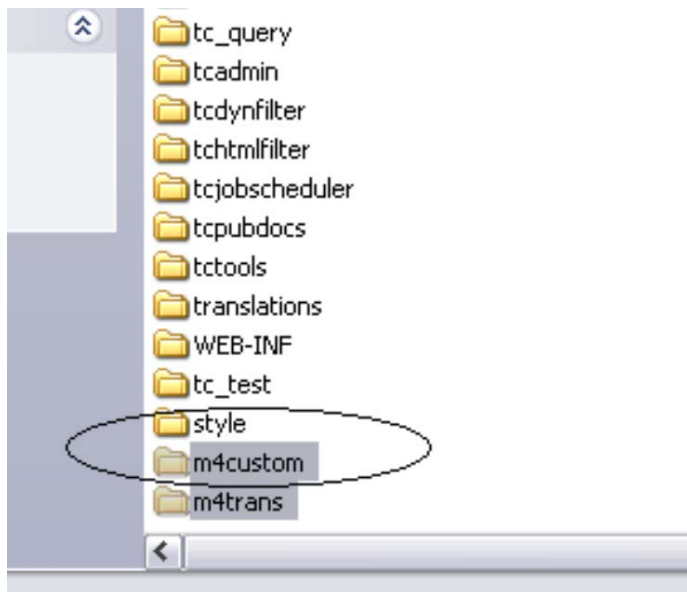 tc_query
tcadmin
tcdynfilter
tchtmlfilter
tcjobscheduler
tcpubdocs
tctools
translations
WEB-INF
tc_test
style
m4custom
m4trans